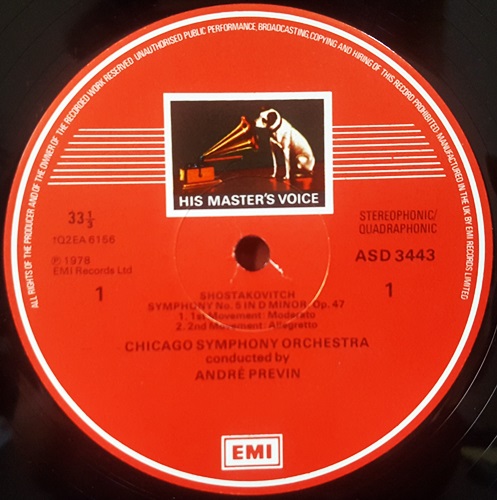 ALL RIGHTS OF THE PRODUCER AND OF THE OWNER OF THE RECORDED WORK RESERVED. UNAUTHORISED PUBLIC PERFORMANCE, BROADCASTING, COPYING AND HIRING OF THIS RECORD PROHIBITED. MANUFACTURED IN THE UK BY EMI RECORDS LIMITED
HIS MASTER'S VOICE
33⅓
STEREOPHONIC/
QUADRAPHONIC
1Q2EA 6156
ASD 3443
℗ 1978
EMI Records Ltd
1
1
SHOSTAKOVITCH
SYMPHONY No. 5 IN D MINOR, Op. 47
1. 1st Movement: Moderato
2. 2nd Movement: Allegretto
CHICAGO SYMPHONY ORCHESTRA
conducted by
ANDRÉ PREVIN
EMI